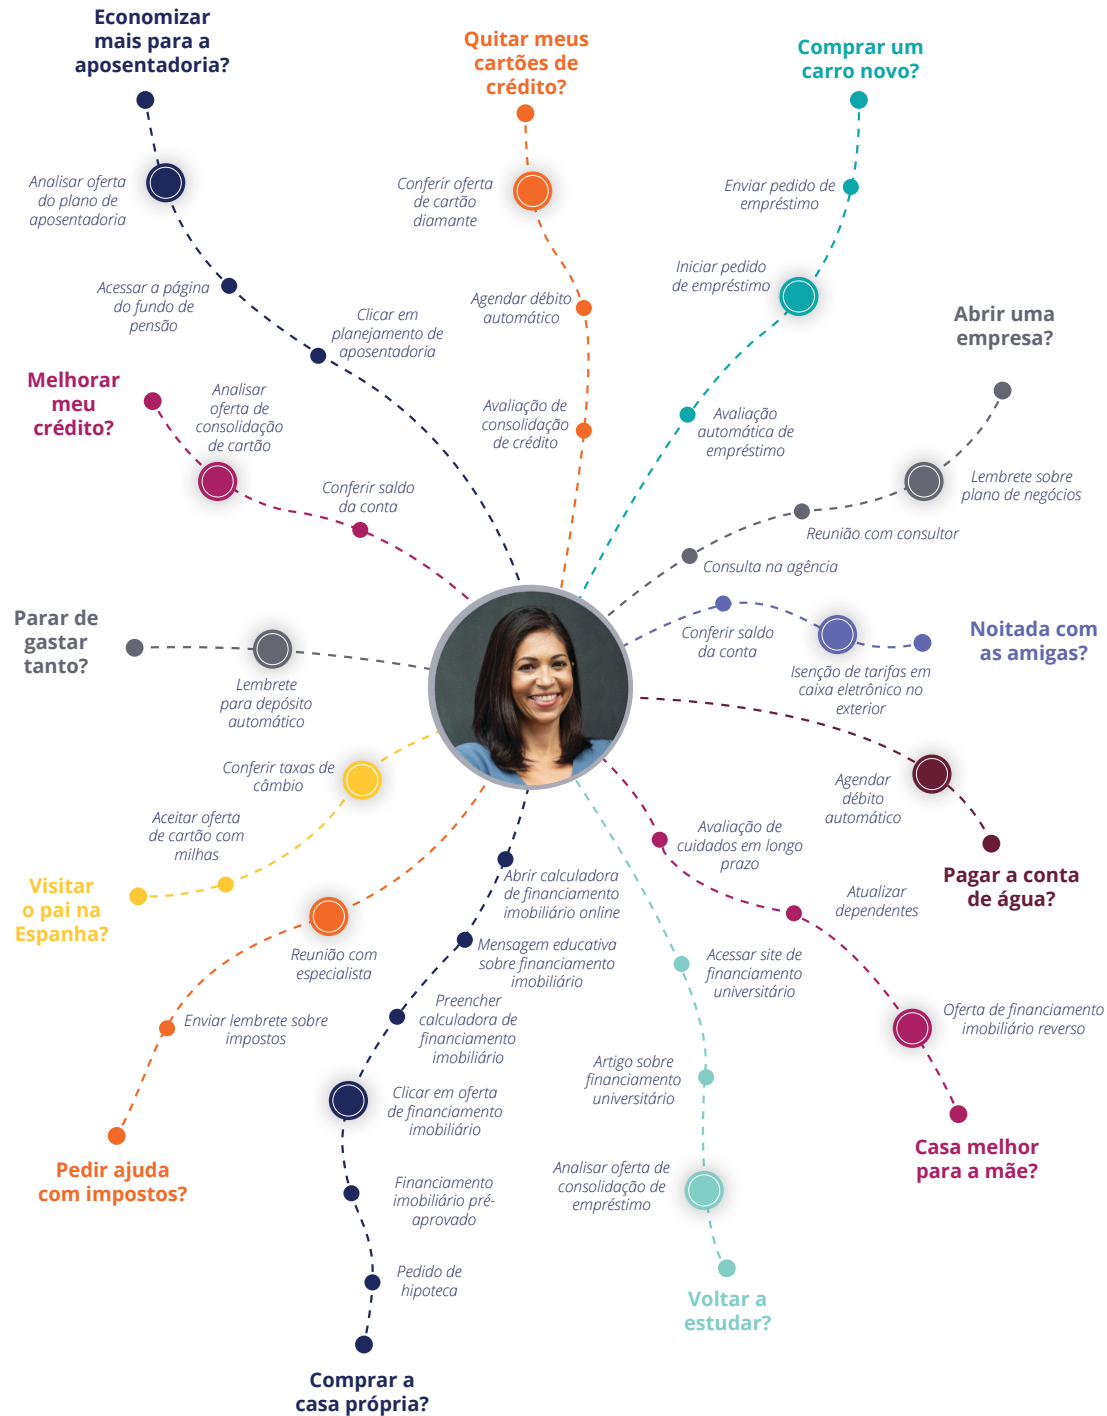 Economizar
mais para a
aposentadoria?
Quitar meus
cartões de
crédito?
Comprar um
carro novo?
Analisar oferta
do plano de
aposentadoria
Conferir oferta
de cartão
diamante
Enviar pedido de
empréstimo
Iniciar pedido
de empréstimo
Acessar a página
do fundo de
pensão
Clicar em
planejamento de
aposentadoria
Agendar débito
automático
Abrir uma
empresa?
Melhorar
meu
crédito?
Analisar
oferta de
consolidação
de cartão
Avaliação de
consolidação
de crédito
Avaliação
automática de
empréstimo
Conferir saldo
da conta
Lembrete sobre
plano de negócios
Reunião com consultor
Consulta na agência
Parar de
gastar
tanto?
Conferir saldo
da conta
Noitada com
as amigas?
Isenção de tarifas em
caixa eletrônico no
exterior
Lembrete
para depósito
automático
Conferir taxas de
câmbio
Agendar
débito
automático
Aceitar oferta
de cartão com
milhas
Avaliação de
cuidados em longo
prazo
Pagar a conta
de água?
Visitar
o pai na
Espanha?
Abrir calculadora
de financiamento
imobiliário online
Atualizar
dependentes
Reunião com
especialista
Mensagem educativa
sobre financiamento
imobiliário
Acessar site de
financiamento
universitário
Enviar lembrete sobre
impostos
Preencher
calculadora de
financiamento
imobiliário
Oferta de financiamento
imobiliário reverso
Artigo sobre
financiamento
universitário
Clicar em oferta
de financiamento
imobiliário
Pedir ajuda
com impostos?
Analisar oferta de
consolidação de
empréstimo
Casa melhor
para a mãe?
Financiamento
imobiliário pré-
aprovado
Pedido de
hipoteca
Voltar a
estudar?
Comprar a
casa própria?